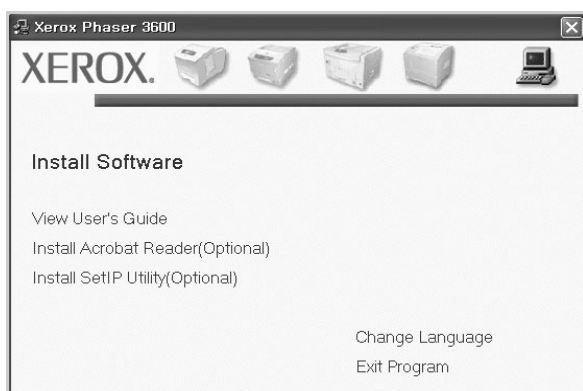 Xerox Phaser 3600
XEROX.
Install Software
View User's Guide
Install Acrobat Reader(Optional)
Install SetIP Utility(Optional)
Change Language
Exit Program